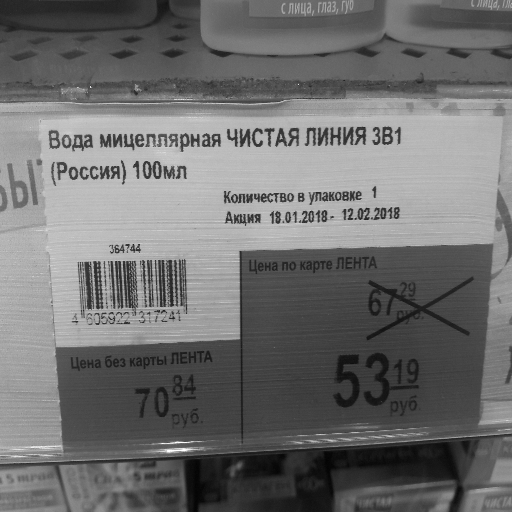 с лица, глаз, губ
с лица, глаз,
Вода мицеллярная ЧИСТАЯ ЛИНИЯ 3В1
(Россия) 100мл
Количество в упаковке 1
Акция 18.01.2018 - 12.02.2018
364744
4 605922 317241
Цена по карте ЛЕНТА
67 29
руб.
53 19
руб
Цена без карты ЛЕНТА
70 84
руб.